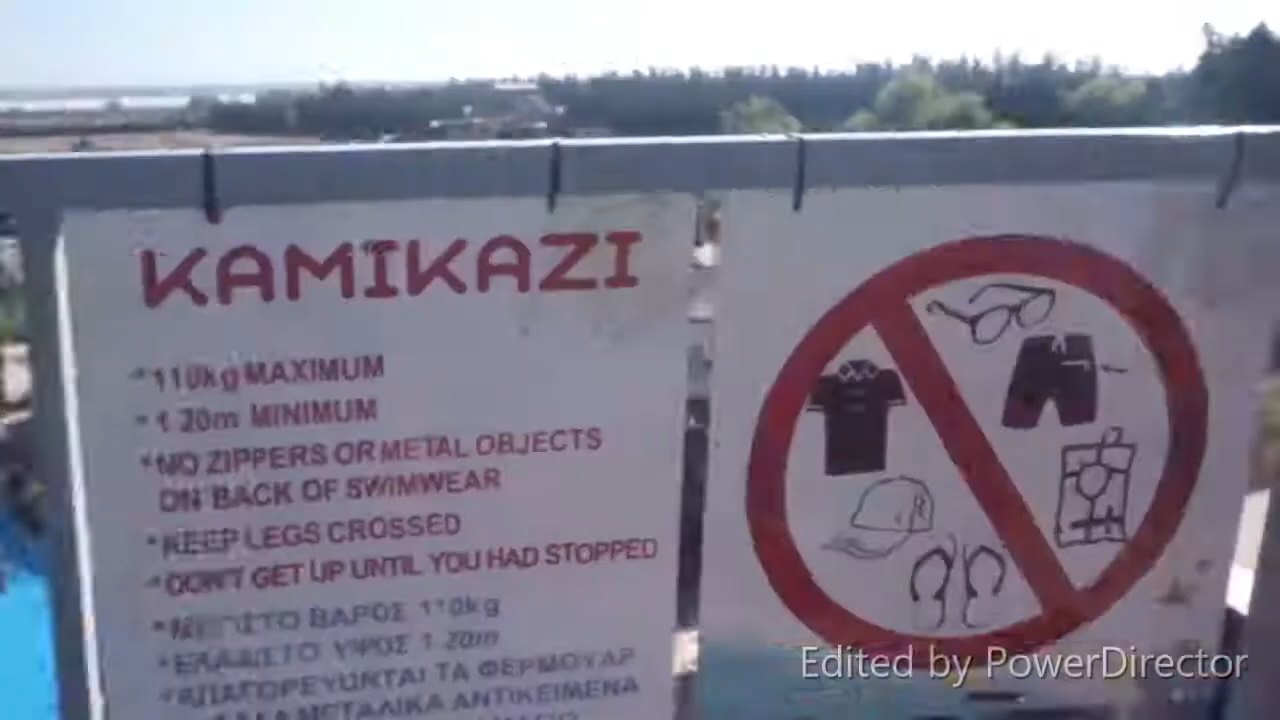 KAMIKAZI
*110kg MAXIMUM
*1.20m MINIMUM
*NO ZIPPERS OR METAL OBJECTS
ON BACK OF SWIMWEAR
*KEEP LEGS CROSSED
*DON'T GET UP UNTIL YOU HAD STOPPED
*ΜΕΓΙΣΤΟ ΒΑΡΟΣ 110kg
*ΕΛΑΧΙΣΤΟ ΥΨΟΣ 1.20m
*ΑΠΑΓΟΡΕΥΟΝΤΑΙ ΤΑ ΦΕΡΜΟΥΑΡ
ΜΕΤΑΛΙΚΑ ΑΝΤΙΚΕΙΜΕΝΑ
Edited by PowerDirector